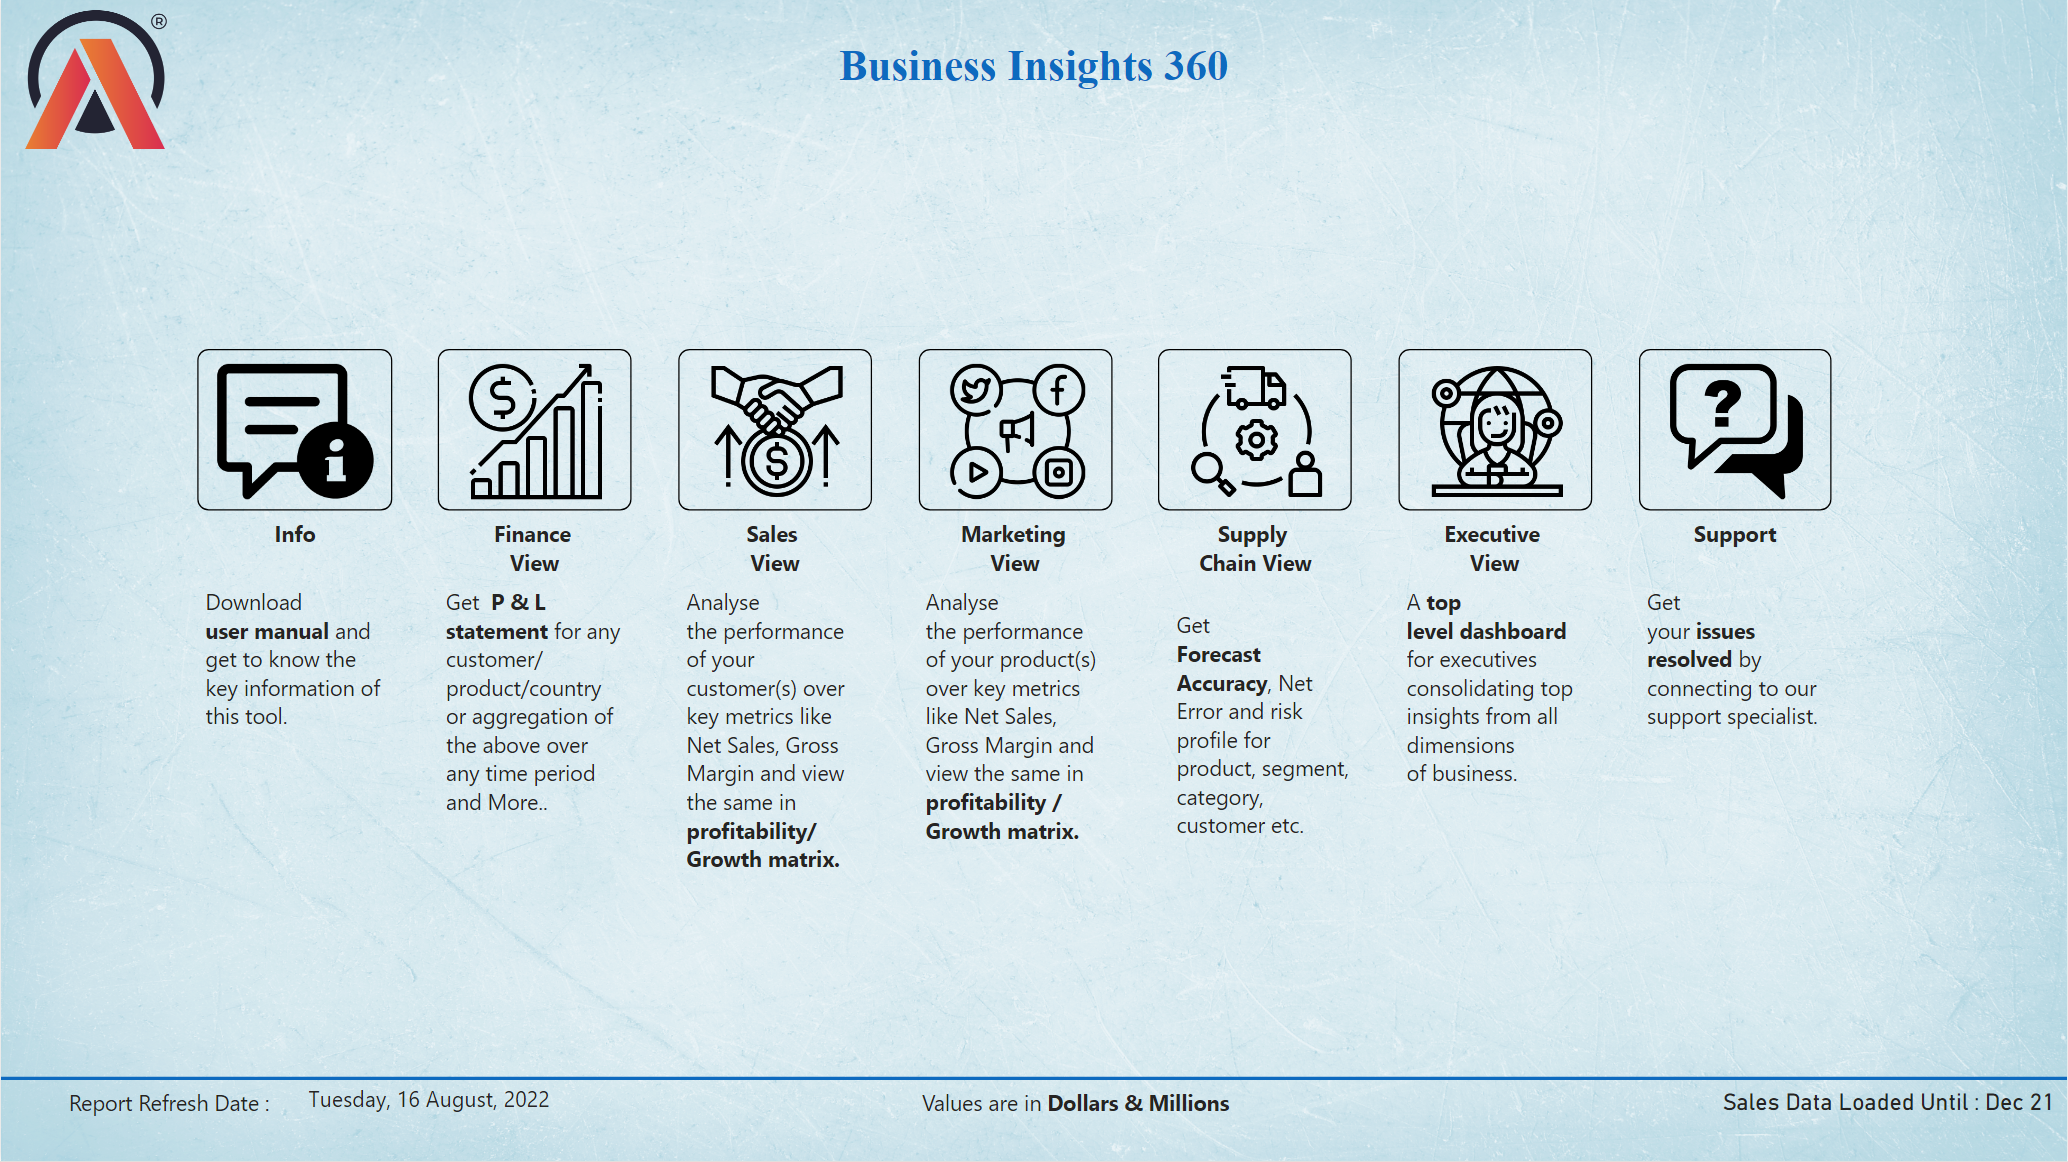 ®
Business Insights 360
Info
Download
user manual and
get to know the
key information of
this tool.
Finance
View
Get P & L
statement for any
customer/
product/country
or aggregation of
the above over
any time period
and More..
Sales
View
Analyse
the performance
of your
customer(s) over
key metrics like
Net Sales, Gross
Margin and view
the same in
profitability/
Growth matrix.
Marketing
View
Analyse
the performance
of your product(s)
over key metrics
like Net Sales,
Gross Margin and
view the same in
profitability /
Growth matrix.
Supply
Chain View
Get
Forecast
Accuracy, Net
Error and risk
profile for
product, segment,
category,
customer etc.
Executive
View
A top
level dashboard
for executives
consolidating top
insights from all
dimensions
of business.
Support
Get
your issues
resolved by
connecting to our
support specialist.
Report Refresh Date : Tuesday, 16 August, 2022
Values are in Dollars & Millions
Sales Data Loaded Until : Dec 21